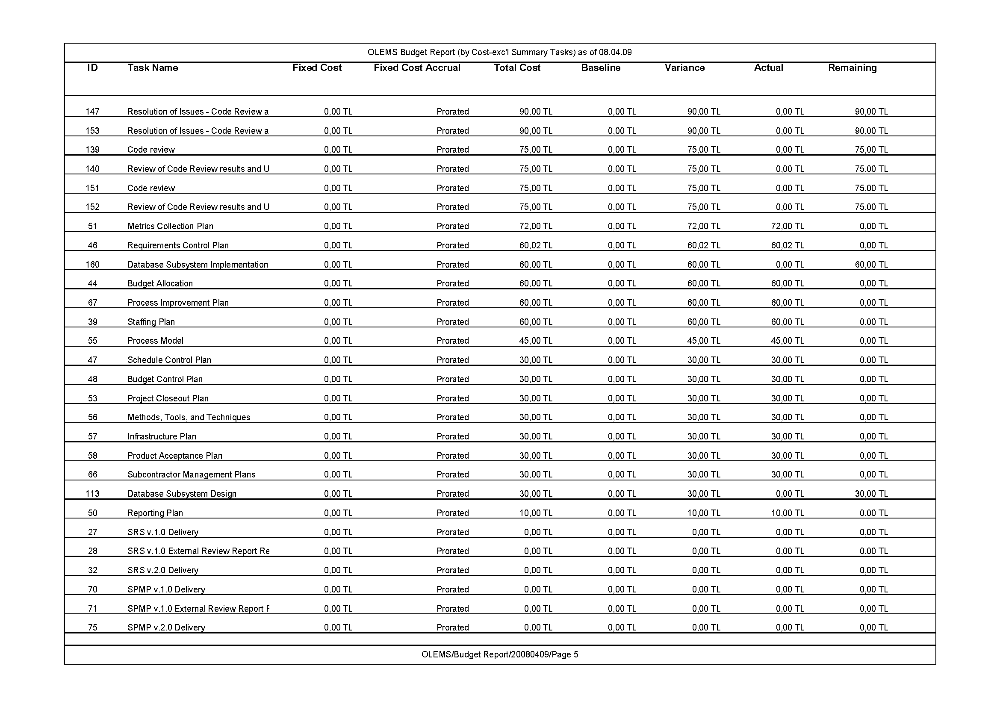 OLEMS Budget Report (by Cost-exc'l Summary Tasks) as of 08.04.09
ID Task Name Fixed Cost Fixed Cost Accrual Total Cost Baseline Variance Actual Remaining
147 Resolution of Issues - Code Review a 0,00 TL Prorated 90,00 TL 0,00 TL 90,00 TL 0,00 TL 90,00 TL
153 Resolution of Issues - Code Review a 0,00 TL Prorated 90,00 TL 0,00 TL 90,00 TL 0,00 TL 90,00 TL
139 Code review 0,00 TL Prorated 75,00 TL 0,00 TL 75,00 TL 0,00 TL 75,00 TL
140 Review of Code Review results and U 0,00 TL Prorated 75,00 TL 0,00 TL 75,00 TL 0,00 TL 75,00 TL
151 Code review 0,00 TL Prorated 75,00 TL 0,00 TL 75,00 TL 0,00 TL 75,00 TL
152 Review of Code Review results and U 0,00 TL Prorated 75,00 TL 0,00 TL 75,00 TL 0,00 TL 75,00 TL
51 Metrics Collection Plan 0,00 TL Prorated 72,00 TL 0,00 TL 72,00 TL 72,00 TL 0,00 TL
46 Requirements Control Plan 0,00 TL Prorated 60,02 TL 0,00 TL 60,02 TL 60,02 TL 0,00 TL
160 Database Subsystem Implementation 0,00 TL Prorated 60,00 TL 0,00 TL 60,00 TL 0,00 TL 60,00 TL
44 Budget Allocation 0,00 TL Prorated 60,00 TL 0,00 TL 60,00 TL 60,00 TL 0,00 TL
67 Process Improvement Plan 0,00 TL Prorated 60,00 TL 0,00 TL 60,00 TL 60,00 TL 0,00 TL
39 Staffing Plan 0,00 TL Prorated 60,00 TL 0,00 TL 60,00 TL 60,00 TL 0,00 TL
55 Process Model 0,00 TL Prorated 45,00 TL 0,00 TL 45,00 TL 45,00 TL 0,00 TL
47 Schedule Control Plan 0,00 TL Prorated 30,00 TL 0,00 TL 30,00 TL 30,00 TL 0,00 TL
48 Budget Control Plan 0,00 TL Prorated 30,00 TL 0,00 TL 30,00 TL 30,00 TL 0,00 TL
53 Project Closeout Plan 0,00 TL Prorated 30,00 TL 0,00 TL 30,00 TL 30,00 TL 0,00 TL
56 Methods, Tools, and Techniques 0,00 TL Prorated 30,00 TL 0,00 TL 30,00 TL 30,00 TL 0,00 TL
57 Infrastructure Plan 0,00 TL Prorated 30,00 TL 0,00 TL 30,00 TL 30,00 TL 0,00 TL
58 Product Acceptance Plan 0,00 TL Prorated 30,00 TL 0,00 TL 30,00 TL 30,00 TL 0,00 TL
66 Subcontractor Management Plans 0,00 TL Prorated 30,00 TL 0,00 TL 30,00 TL 30,00 TL 0,00 TL
113 Database Subsystem Design 0,00 TL Prorated 30,00 TL 0,00 TL 30,00 TL 0,00 TL 30,00 TL
50 Reporting Plan 0,00 TL Prorated 10,00 TL 0,00 TL 10,00 TL 10,00 TL 0,00 TL
27 SRS v.1.0 Delivery 0,00 TL Prorated 0,00 TL 0,00 TL 0,00 TL 0,00 TL 0,00 TL
28 SRS v.1.0 External Review Report Re 0,00 TL Prorated 0,00 TL 0,00 TL 0,00 TL 0,00 TL 0,00 TL
32 SRS v.2.0 Delivery 0,00 TL Prorated 0,00 TL 0,00 TL 0,00 TL 0,00 TL 0,00 TL
70 SPMP v.1.0 Delivery 0,00 TL Prorated 0,00 TL 0,00 TL 0,00 TL 0,00 TL 0,00 TL
71 SPMP v.1.0 External Review Report 0,00 TL Prorated 0,00 TL 0,00 TL 0,00 TL 0,00 TL 0,00 TL
75 SPMP v.2.0 Delivery 0,00 TL Prorated 0,00 TL 0,00 TL 0,00 TL 0,00 TL 0,00 TL
OLEMS/Budget Report/20080409/Page 5